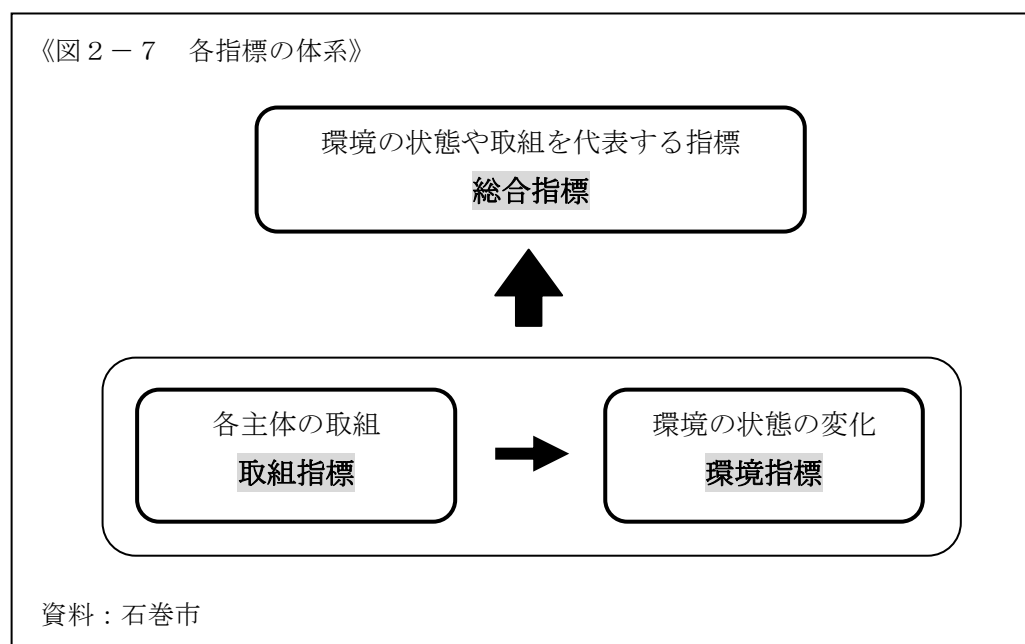 《図2-7 各指標の体系》
環境の状態や取組を代表する指標
総合指標
各主体の取組
取組指標
環境の状態の変化
環境指標
資料:石巻市